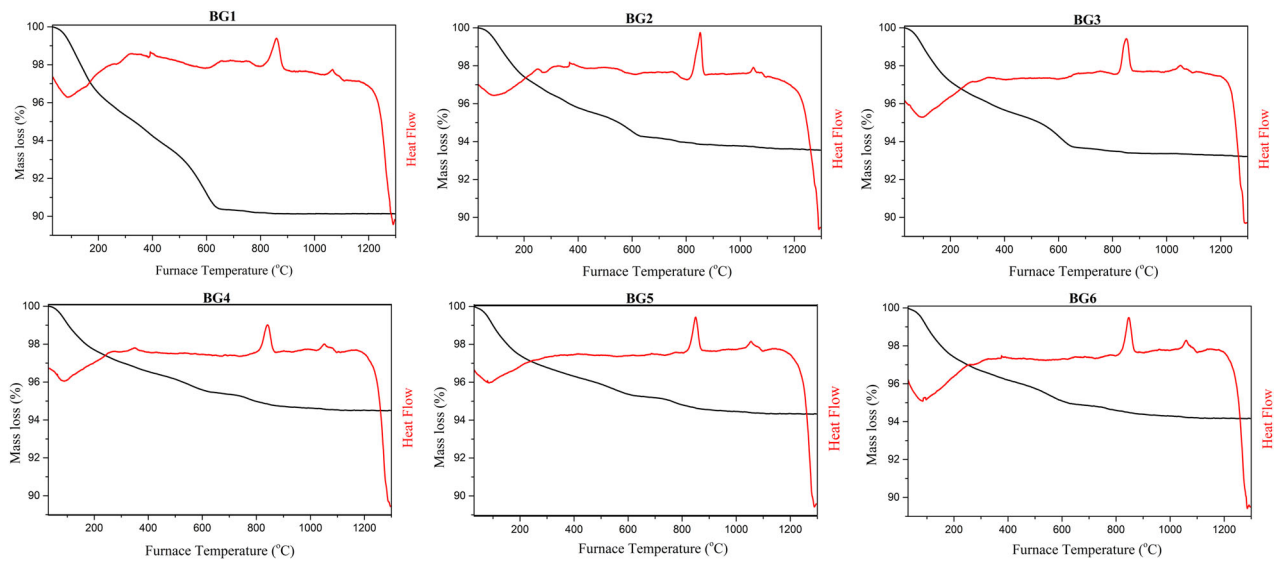 BG1
100
98
96
94
92
90
Mass loss (%)
Heat Flow
200 400 600 800 1000 1200
Furnace Temperature (°C)
BG2
100
98
96
94
92
90
Mass loss (%)
Heat Flow
200 400 600 800 1000 1200
Furnace Temperature (°C)
BG3
100
98
96
94
92
90
Mass loss (%)
Heat Flow
200 400 600 800 1000 1200
Furnace Temperature (°C)
BG4
100
98
96
94
92
90
Mass loss (%)
Heat Flow
200 400 600 800 1000 1200
Furnace Temperature (°C)
BG5
100
98
96
94
92
90
Mass loss (%)
Heat Flow
200 400 600 800 1000 1200
Furnace Temperature (°C)
BG6
100
98
96
94
92
90
Mass loss (%)
Heat Flow
200 400 600 800 1000 1200
Furnace Temperature (°C)